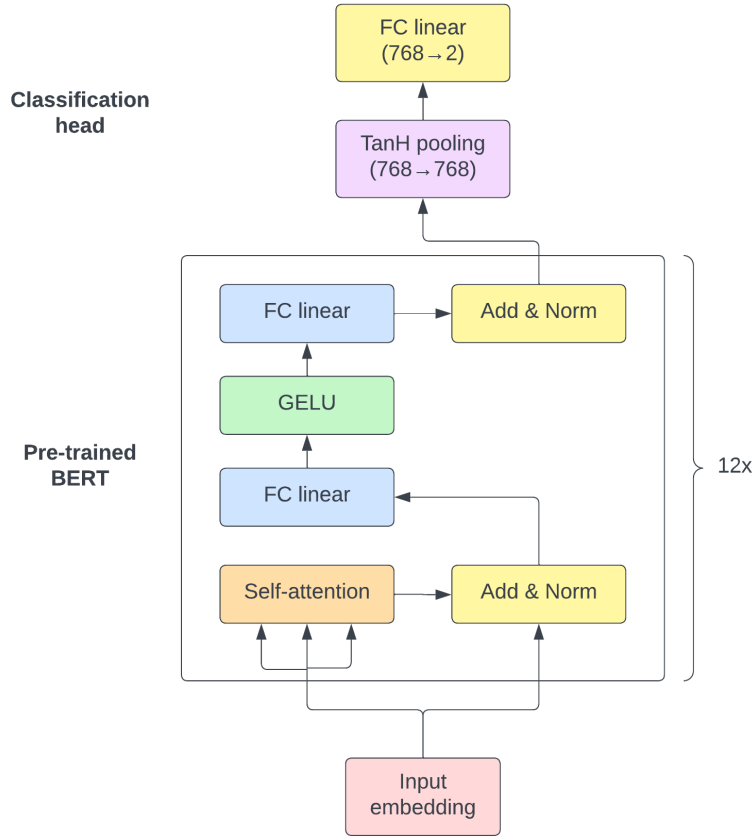 FC linear
(768→2)
Classification
head
TanH pooling
(768→768)
FC linear
Add & Norm
GELU
Pre-trained
BERT
12x
FC linear
Self-attention
Add & Norm
Input
embedding